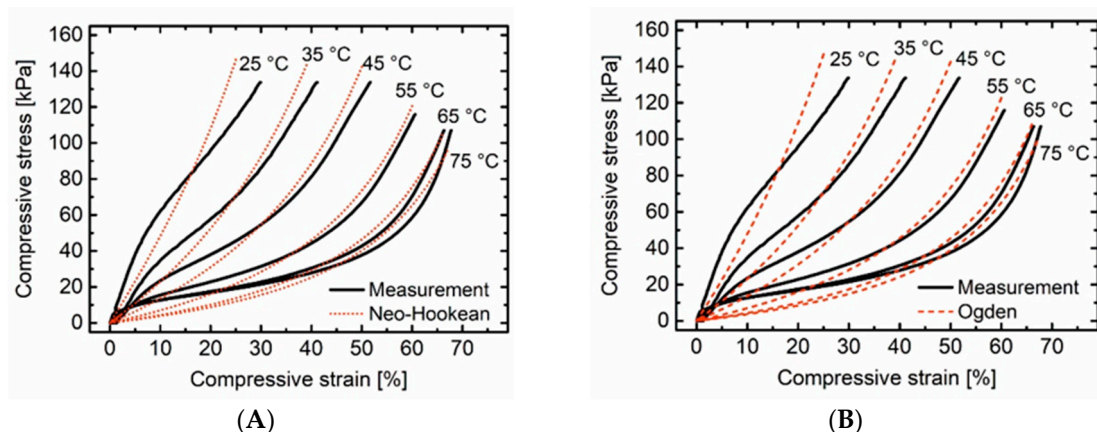 160
140
120
100
80
60
40
20
0
Compressive stress [kPa]
25 °C
35 °C
45 °C
55 °C
65 °C
75 °C
Measurement
Neo-Hookean
0 10 20 30 40 50 60 70
Compressive strain [%]
(A)
160
140
120
100
80
60
40
20
0
Compressive stress [kPa]
25 °C
35 °C
45 °C
55 °C
65 °C
75 °C
Measurement
Ogden
0 10 20 30 40 50 60 70
Compressive strain [%]
(B)